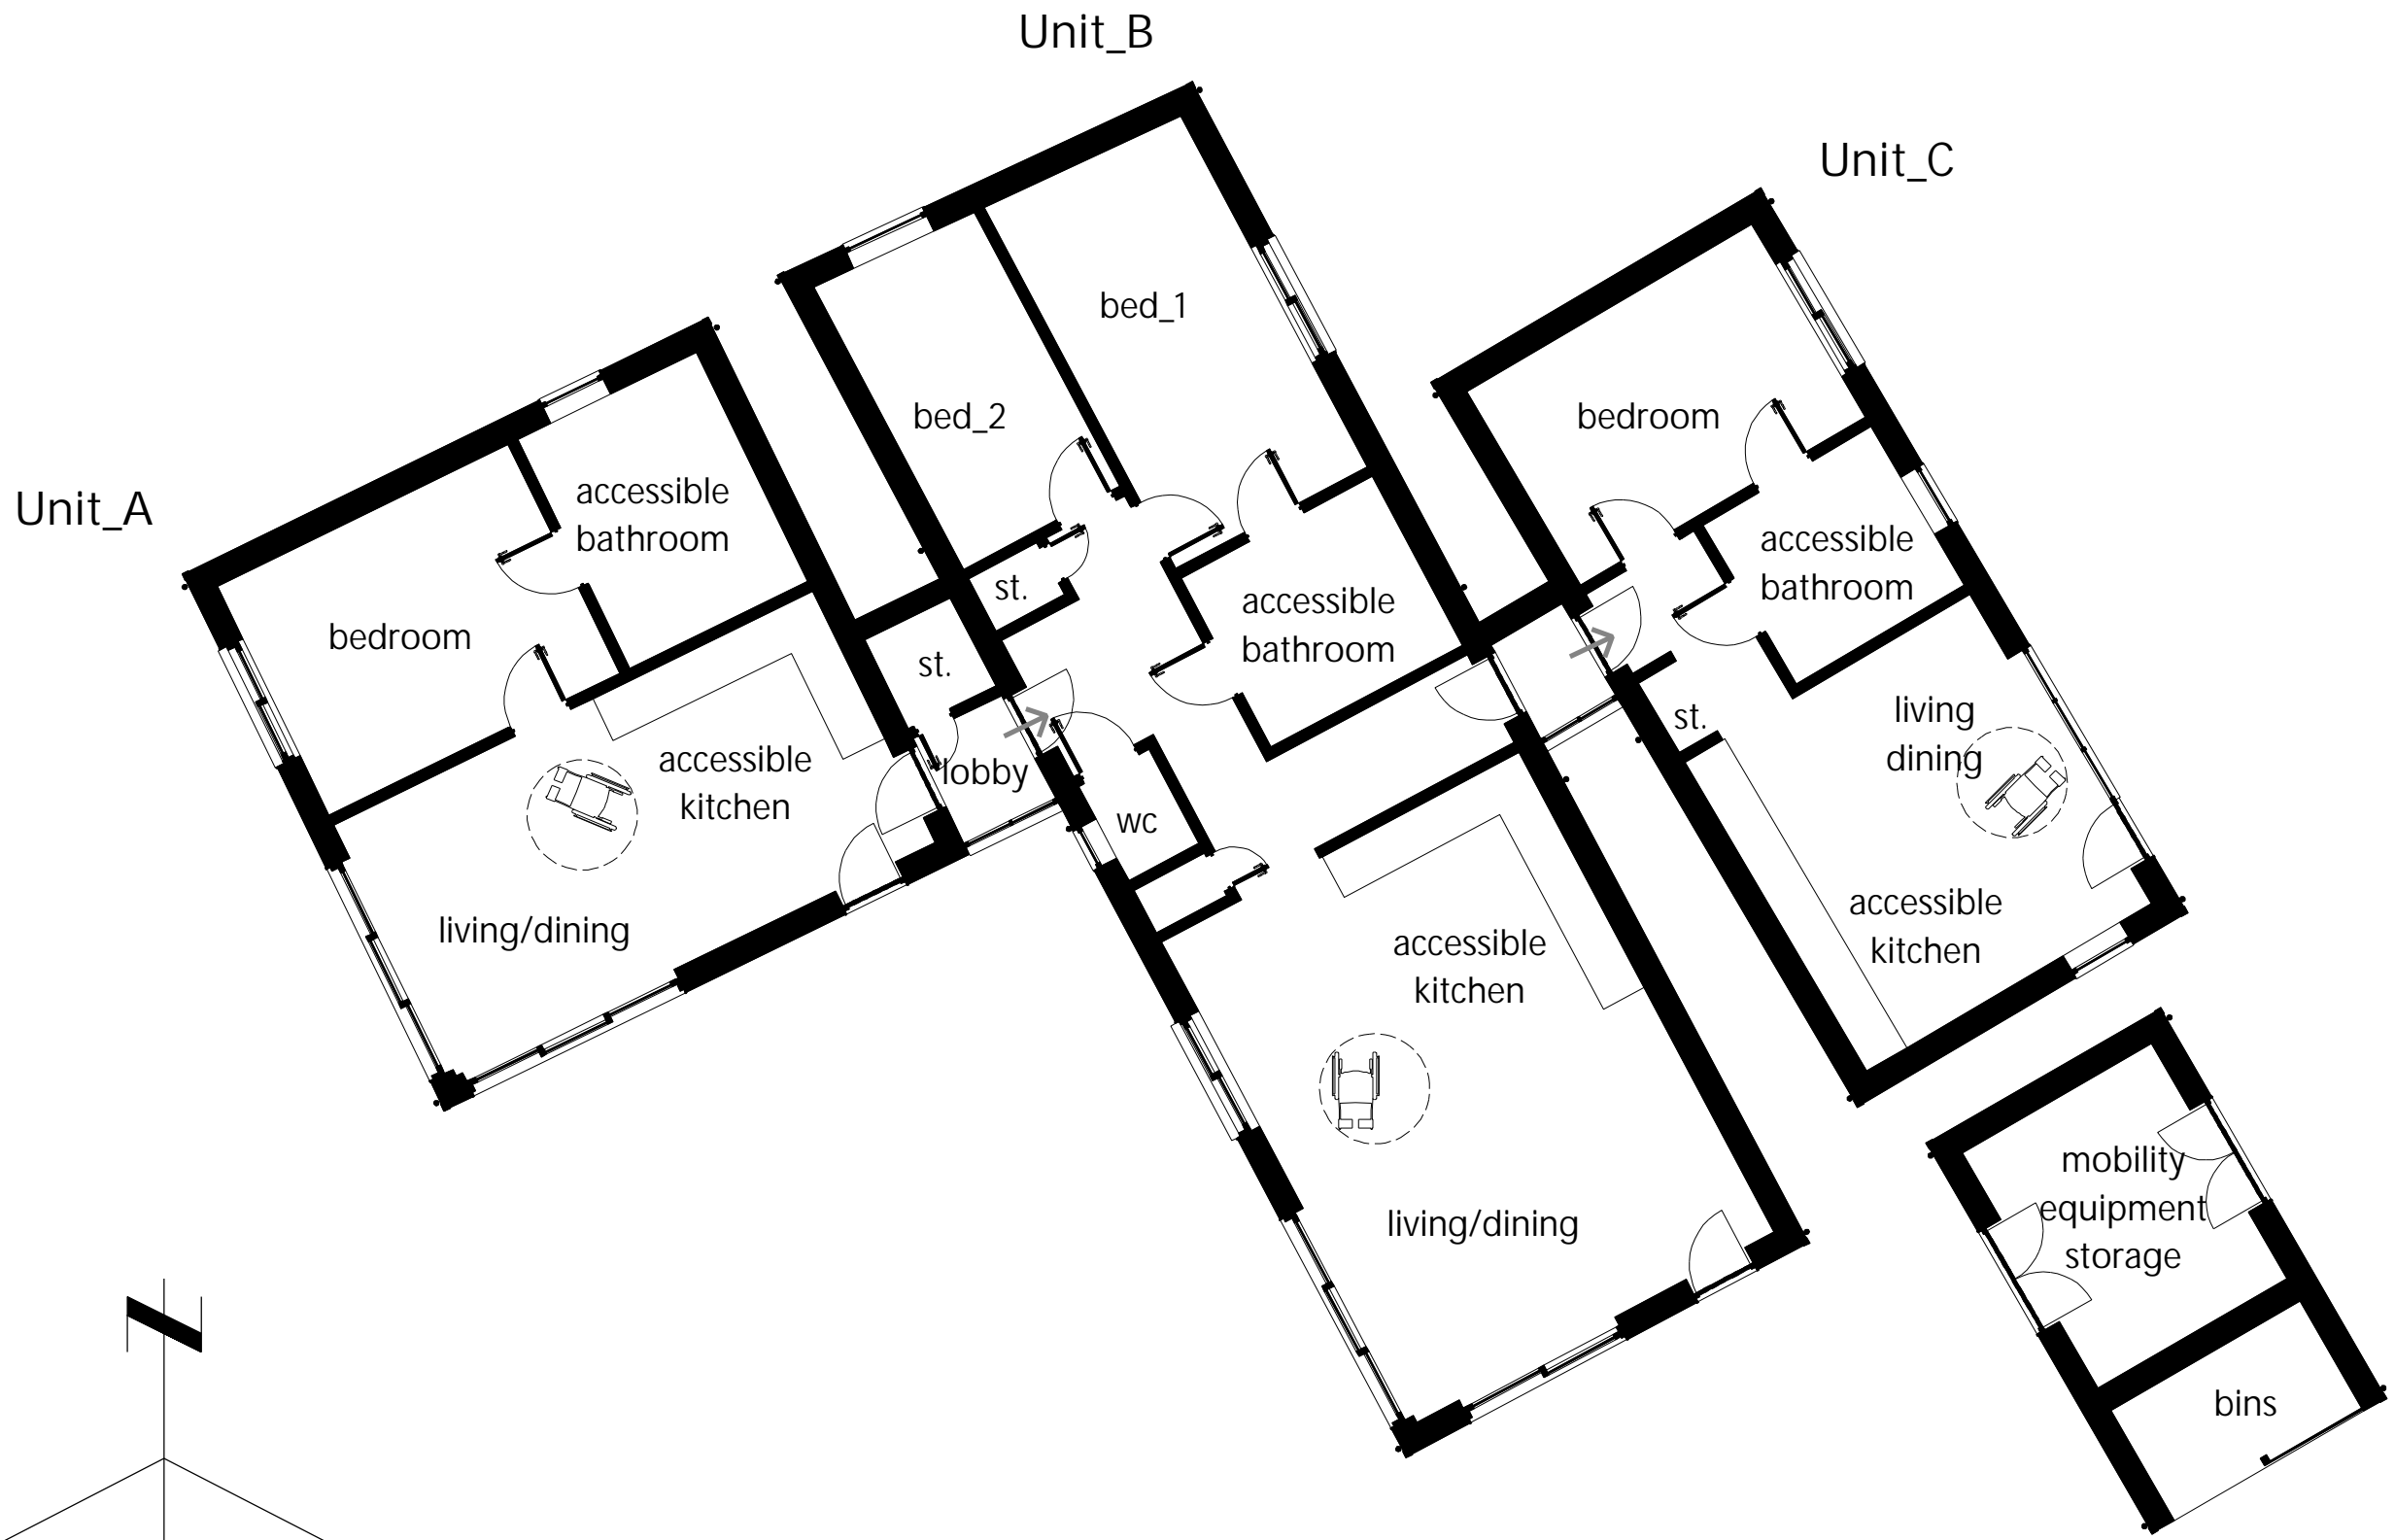 Unit_B
Unit_C
Unit_A
bedroom
accessible
bathroom
accessible
kitchen
living/dining
st.
lobby
bed_1
bed_2
st.
accessible
bathroom
wc
accessible
kitchen
living/dining
bedroom
accessible
bathroom
st.
living
dining
accessible
kitchen
mobility
equipment
storage
bins
N